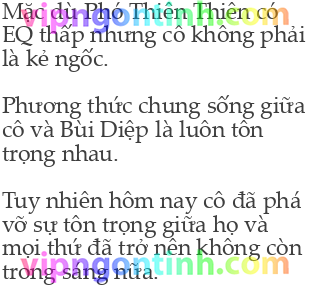 Mặc dù Phó Thiên Thiên có
EQ thấp nhưng cô không phải
là kẻ ngốc.
Phương thức chung sống giữa
cô và Bùi Diệp là luôn tôn
trọng nhau.
Tuy nhiên hôm nay cô đã phá
vỡ sự tôn trọng giữa họ và
mọi thứ đã trở nên không còn
trong sáng nữa.
vipngontinh.com
vipngontinh.com